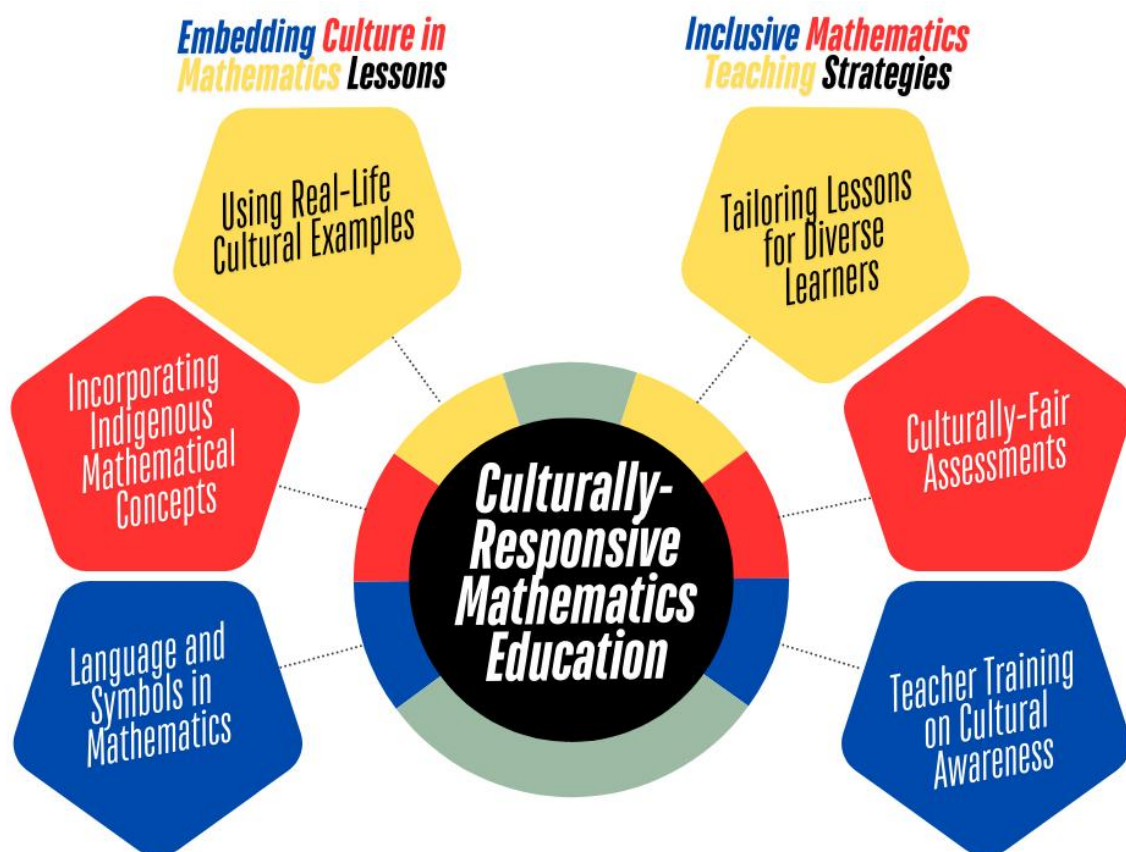 Embedding Culture in
Mathematics Lessons
Inclusive Mathematics
Teaching Strategies
Using Real-Life
Cultural Examples
Tailoring Lessons
for Diverse
Learners
Incorporating
Indigenous
Mathematical
Concepts
Culturally-Fair
Assessments
Culturally-
Responsive
Mathematics
Education
Language and
Symbols in
Mathematics
Teacher Training
on Cultural
Awareness